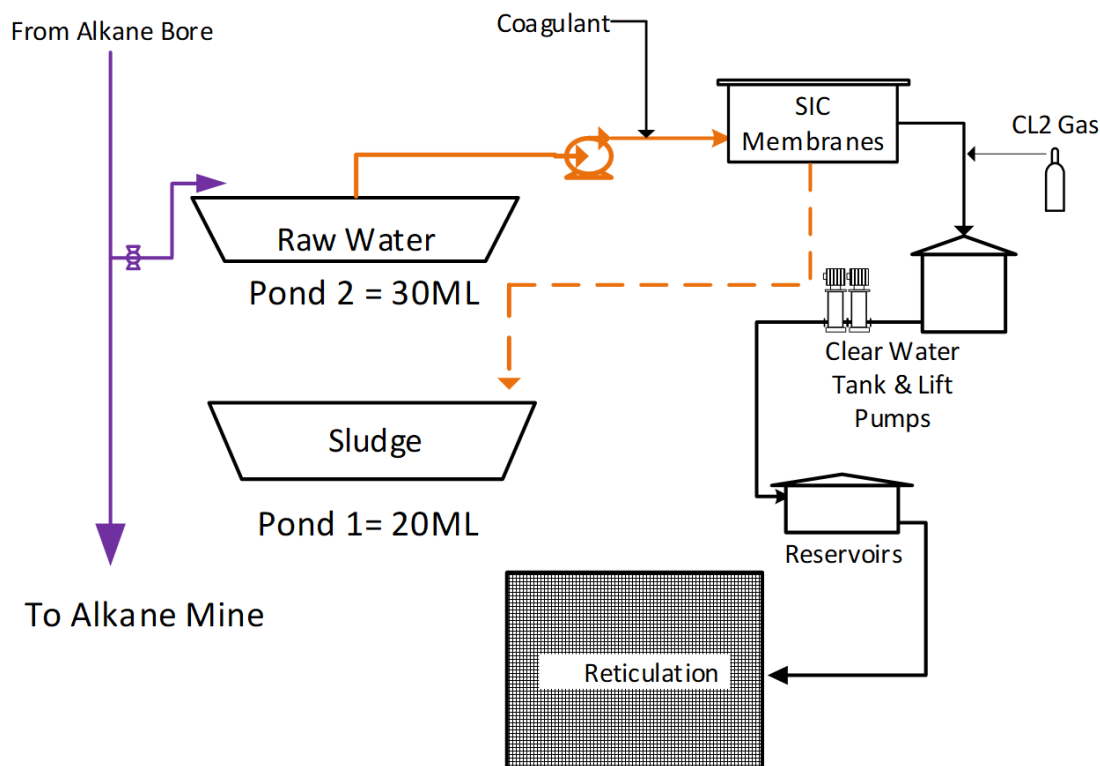 From Alkane Bore
Coagulant
SIC
Membranes
CL2 Gas
Raw Water
Pond 2 = 30ML
Clear Water
Tank & Lift
Pumps
Sludge
Pond 1= 20ML
Reservoirs
To Alkane Mine
Reticulation